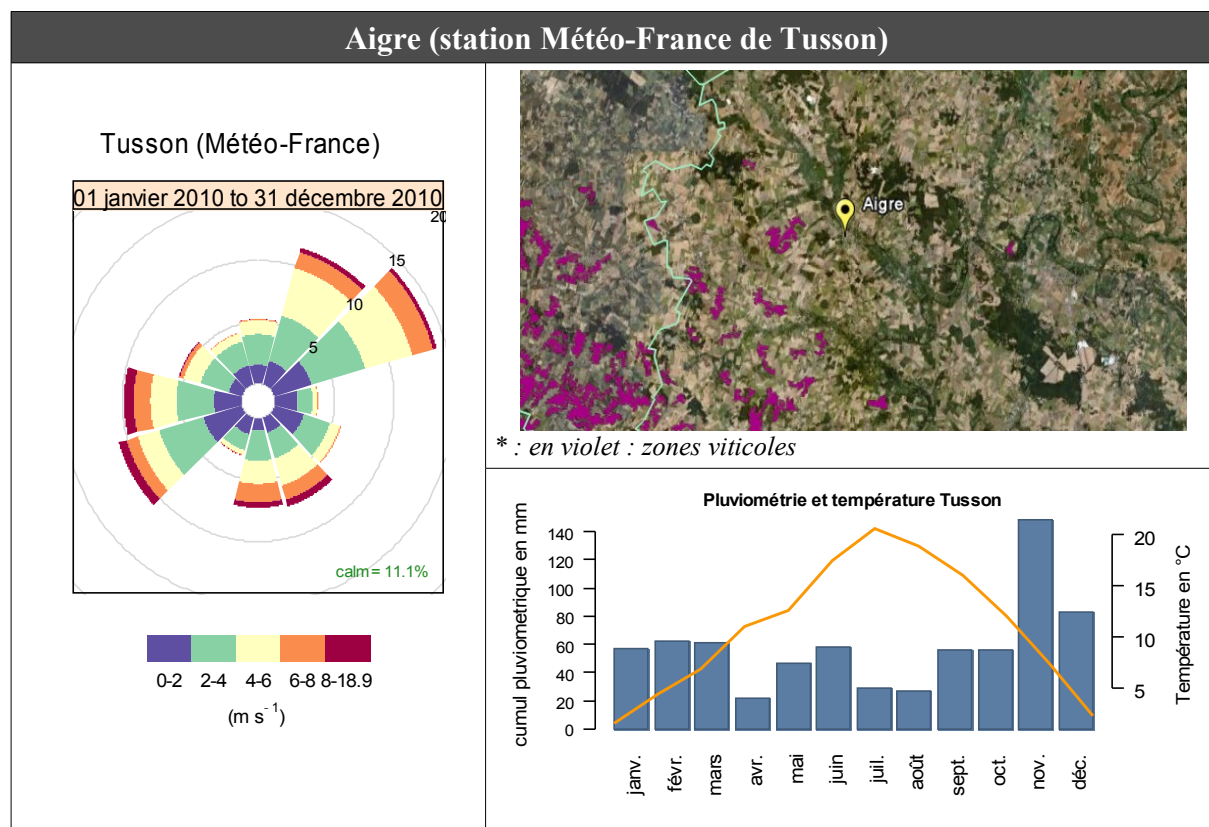 Aigre (station Météo-France de Tusson)
Tusson (Météo-France)
01 janvier 2010 to 31 décembre 2010
20
15
10
5
calm = 11.1%
0-2 2-4 4-6 6-8 8-18.9
(m s⁻¹)
Aigre
* : en violet : zones viticoles
Pluviométrie et température Tusson
cumul pluviometrique en mm
140
120
100
80
60
40
20
0
20
15
10
5
Température en °C
janv. févr. mars avr. mai juin juil. août sept. oct. nov. déc.